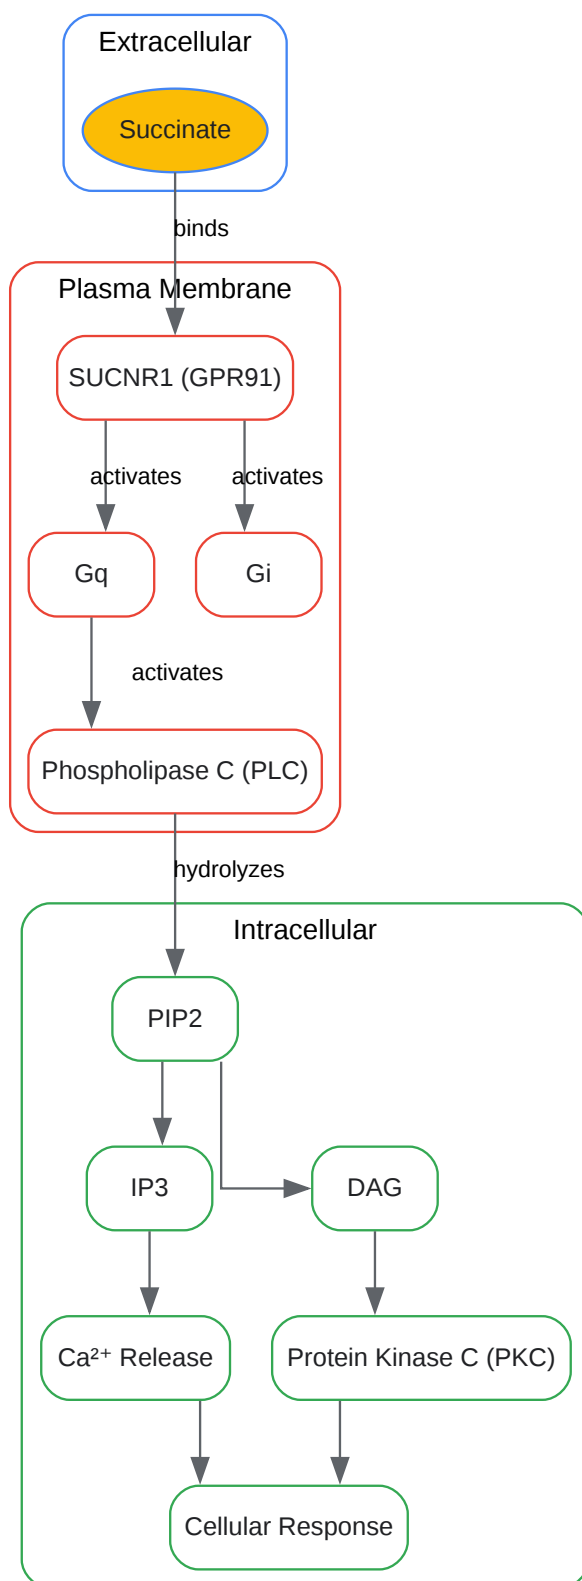 Extracellular
Succinate
binds
Plasma Membrane
SUCNR1 (GPR91)
activates
activates
Gq
Gi
activates
Phospholipase C (PLC)
hydrolyzes
Intracellular
PIP2
IP3
DAG
Ca²⁺ Release
Protein Kinase C (PKC)
Cellular Response